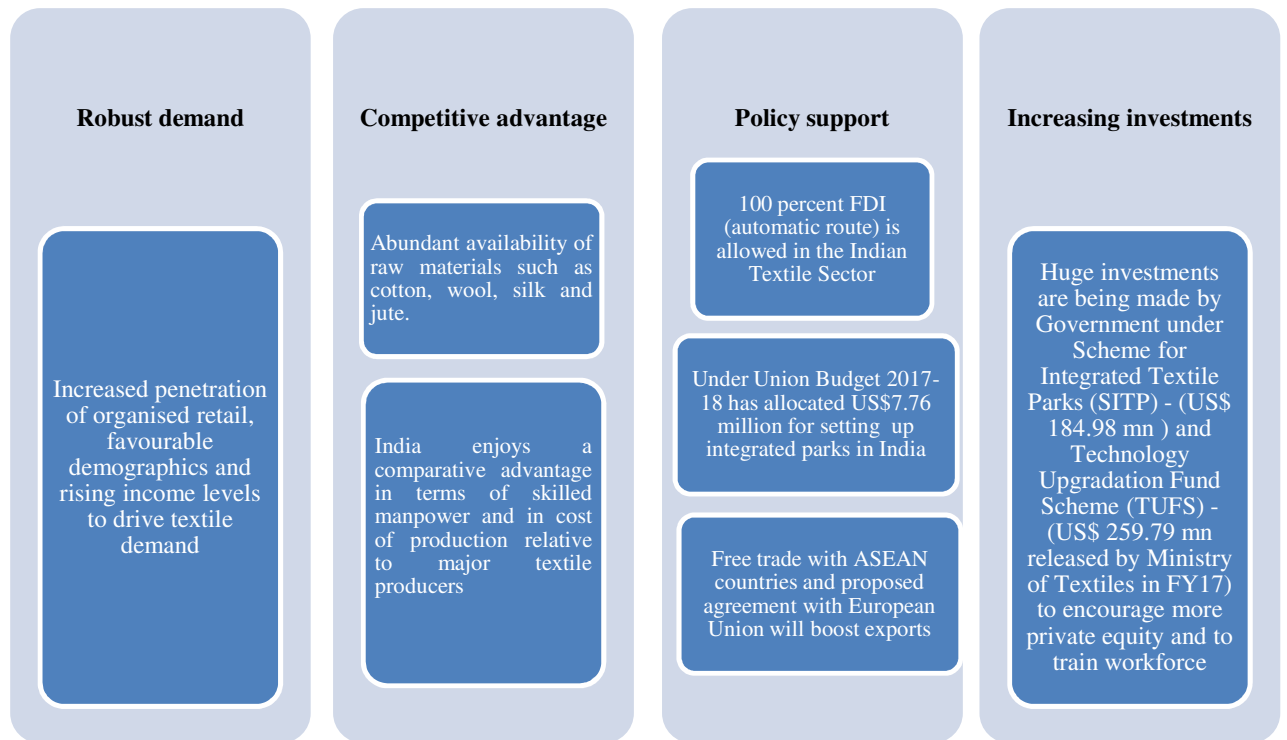 Robust demand
Increased penetration
of organised retail,
favourable
demographics and
rising income levels
to drive textile
demand
Competitive advantage
Abundant availability of
raw materials such as
cotton, wool, silk and
jute.
India enjoys a
comparative advantage
in terms of skilled
manpower and in cost
of production relative
to major textile
producers
Policy support
100 percent FDI
(automatic route) is
allowed in the Indian
Textile Sector
Under Union Budget 2017-
18 has allocated US$7.76
million for setting up
integrated parks in India
Free trade with ASEAN
countries and proposed
agreement with European
Union will boost exports
Increasing investments
Huge investments
are being made by
Government under
Scheme for
Integrated Textile
Parks (SITP) - (US$
184.98 mn ) and
Technology
Upgradation Fund
Scheme (TUFS) -
(US$ 259.79 mn
released by Ministry
of Textiles in FY17)
to encourage more
private equity and to
train workforce